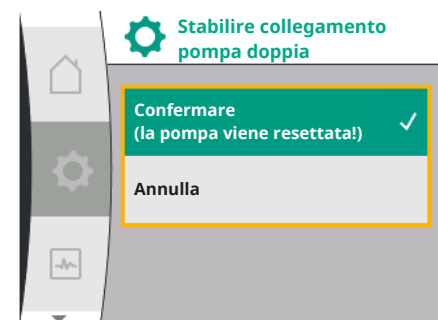 Stabilire collegamento
pompa doppia
Confermare
(la pompa viene resettata!)
Annulla